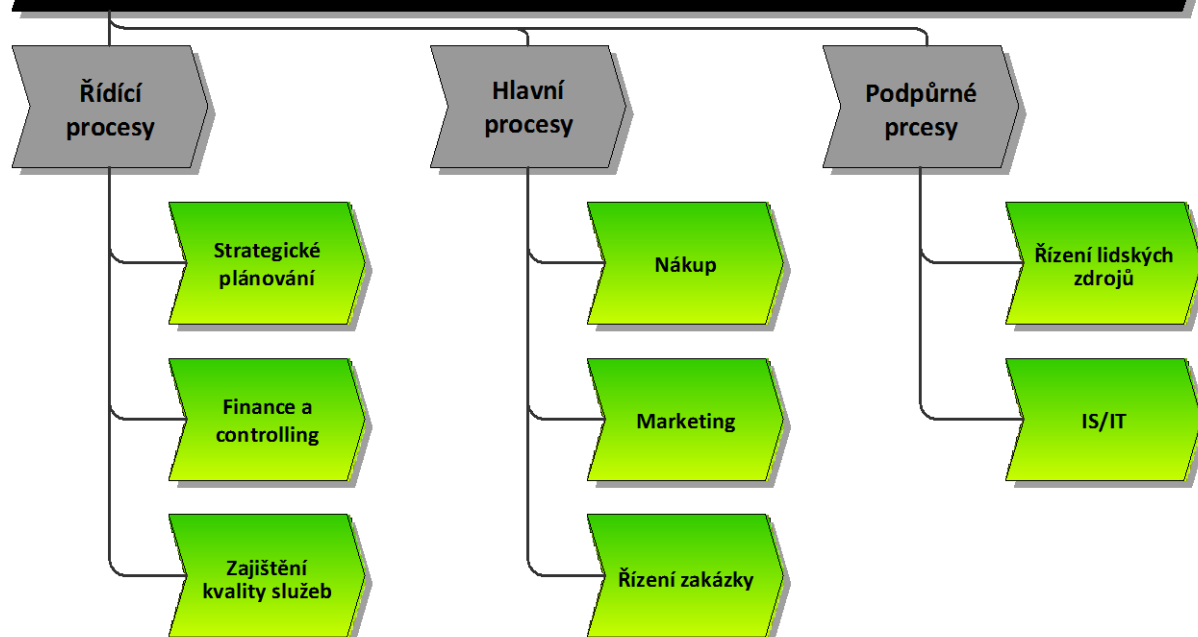 Řídící
procesy
Hlavní
procesy
Podpůrné
prcesy
Strategické
plánování
Nákup
Řízení lidských
zdrojů
Finance a
controlling
Marketing
IS/IT
Zajištění
kvality služeb
Řízení zakázky